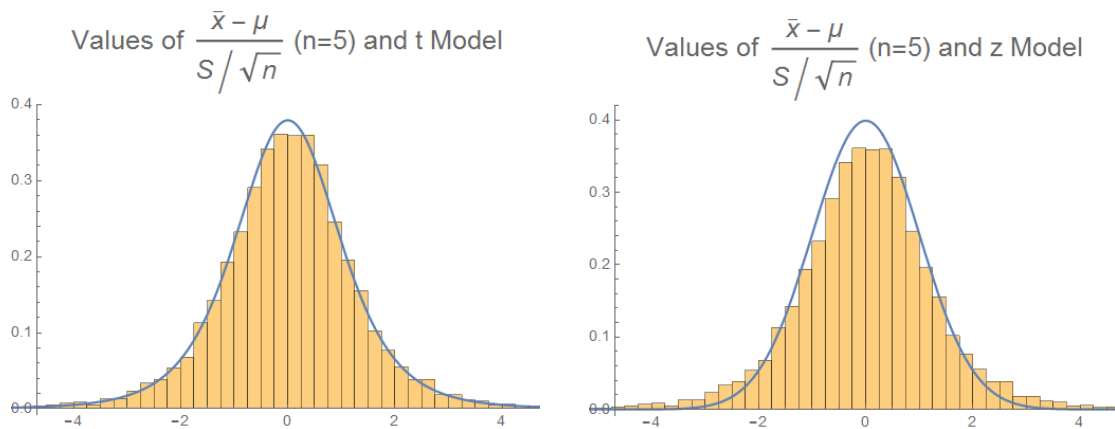 Values of x̄ − μ / S/√n (n=5) and t Model
0.4
0.3
0.2
0.1
0.0
−4 −2 0 2 4
Values of x̄ − μ / S/√n (n=5) and z Model
0.4
0.3
0.2
0.1
0.0
−4 −2 0 2 4